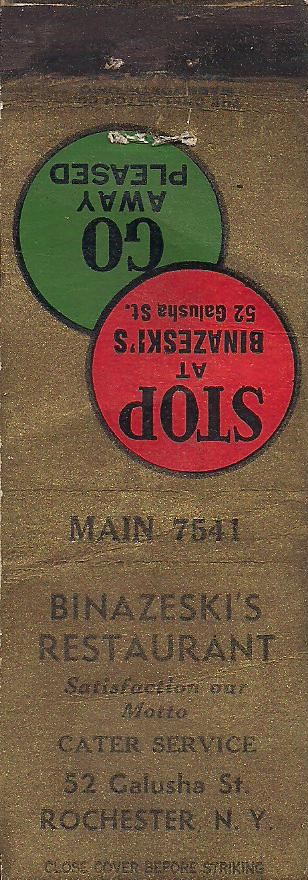 STOP
AT
BINAZESKI'S
52 Galusha St.
GO
AWAY
PLEASED
MAIN 7541
BINAZESKI'S
RESTAURANT
Satisfaction our
Motto
CATER SERVICE
52 Galusha St.
ROCHESTER, N. Y.
CLOSE COVER BEFORE STRIKING